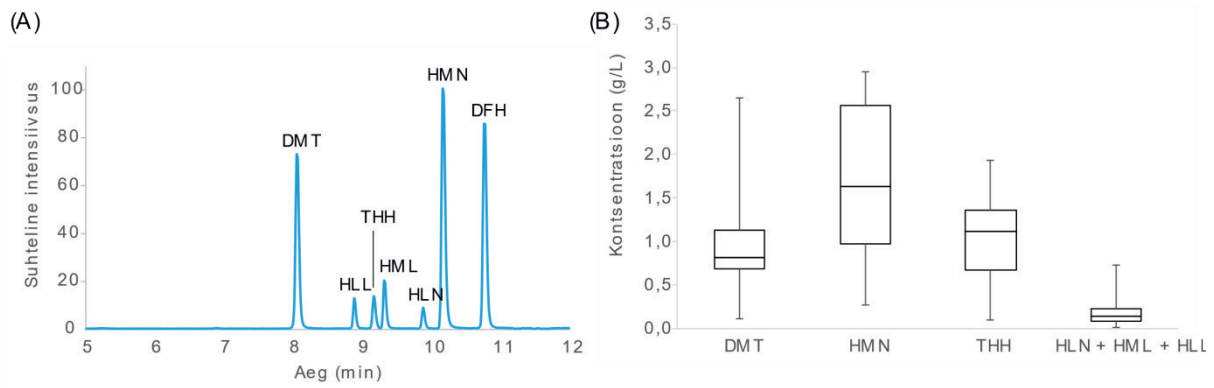 (A)
Suhteline intensiivsus
100
80
60
40
20
0
DMT
HLL
THH
HML
HLN
HMN
DFH
5 6 7 8 9 10 11 12
Aeg (min)
(B)
Kontsentratsioon (g/L)
3,5
3,0
2,5
2,0
1,5
1,0
0,5
0,0
DMT HMN THH HLN + HML + HLL